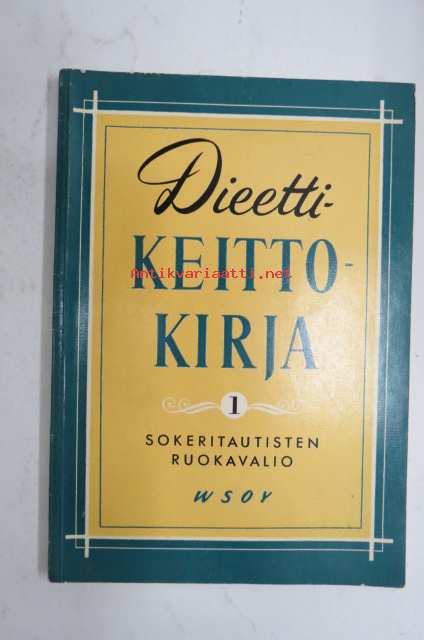 Dieetti-
KEITTO-
Antikvariaatti.net
KIRJA
1
SOKERITAUTISTEN
RUOKAVALIO
WSOY